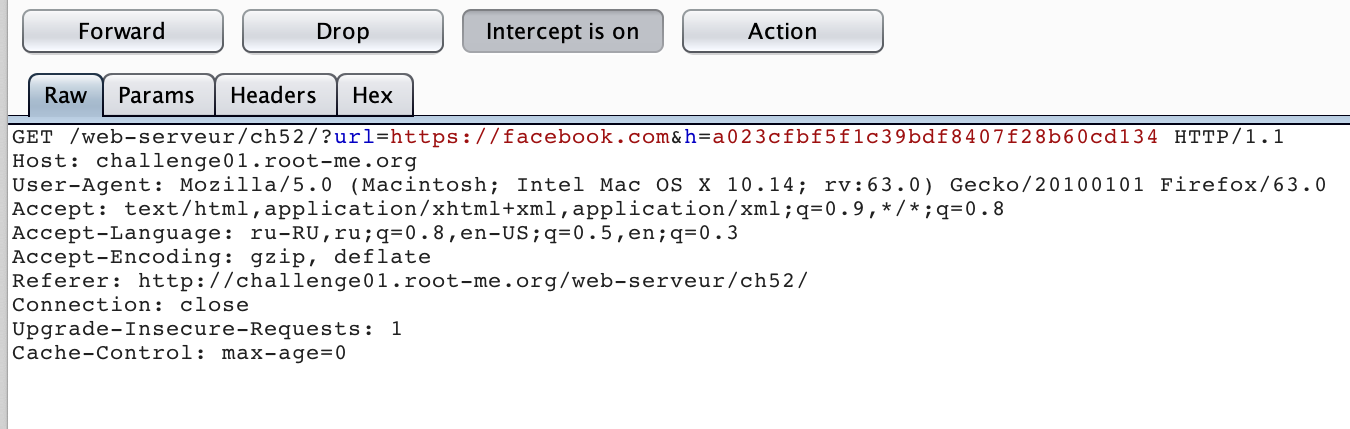 Forward Drop Intercept is on Action
Raw Params Headers Hex
GET /web-serveur/ch52/?url=https://facebook.com&h=a023cfbf5f1c39bdf8407f28b60cd134 HTTP/1.1
Host: challenge01.root-me.org
User-Agent: Mozilla/5.0 (Macintosh; Intel Mac OS X 10.14; rv:63.0) Gecko/20100101 Firefox/63.0
Accept: text/html,application/xhtml+xml,application/xml;q=0.9,*/*;q=0.8
Accept-Language: ru-RU,ru;q=0.8,en-US;q=0.5,en;q=0.3
Accept-Encoding: gzip, deflate
Referer: http://challenge01.root-me.org/web-serveur/ch52/
Connection: close
Upgrade-Insecure-Requests: 1
Cache-Control: max-age=0